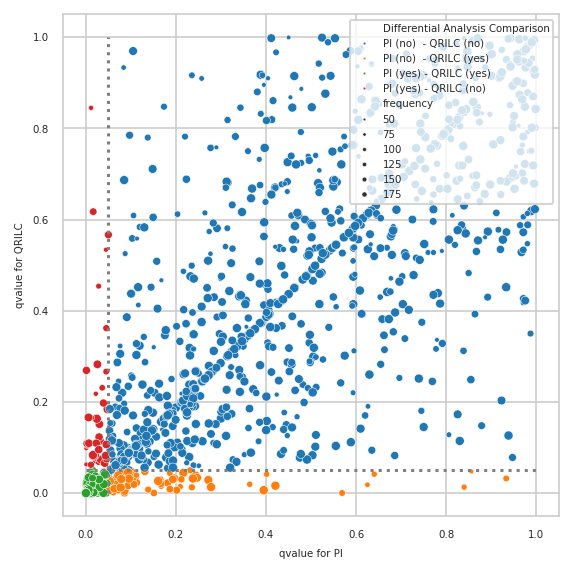 Differential Analysis Comparison
PI (no) - QRILC (no)
PI (no) - QRILC (yes)
PI (yes) - QRILC (yes)
PI (yes) - QRILC (no)
frequency
50
75
100
125
150
175
1.0
0.8
0.6
0.4
0.2
0.0
qvalue for QRILC
0.0 0.2 0.4 0.6 0.8 1.0
qvalue for PI